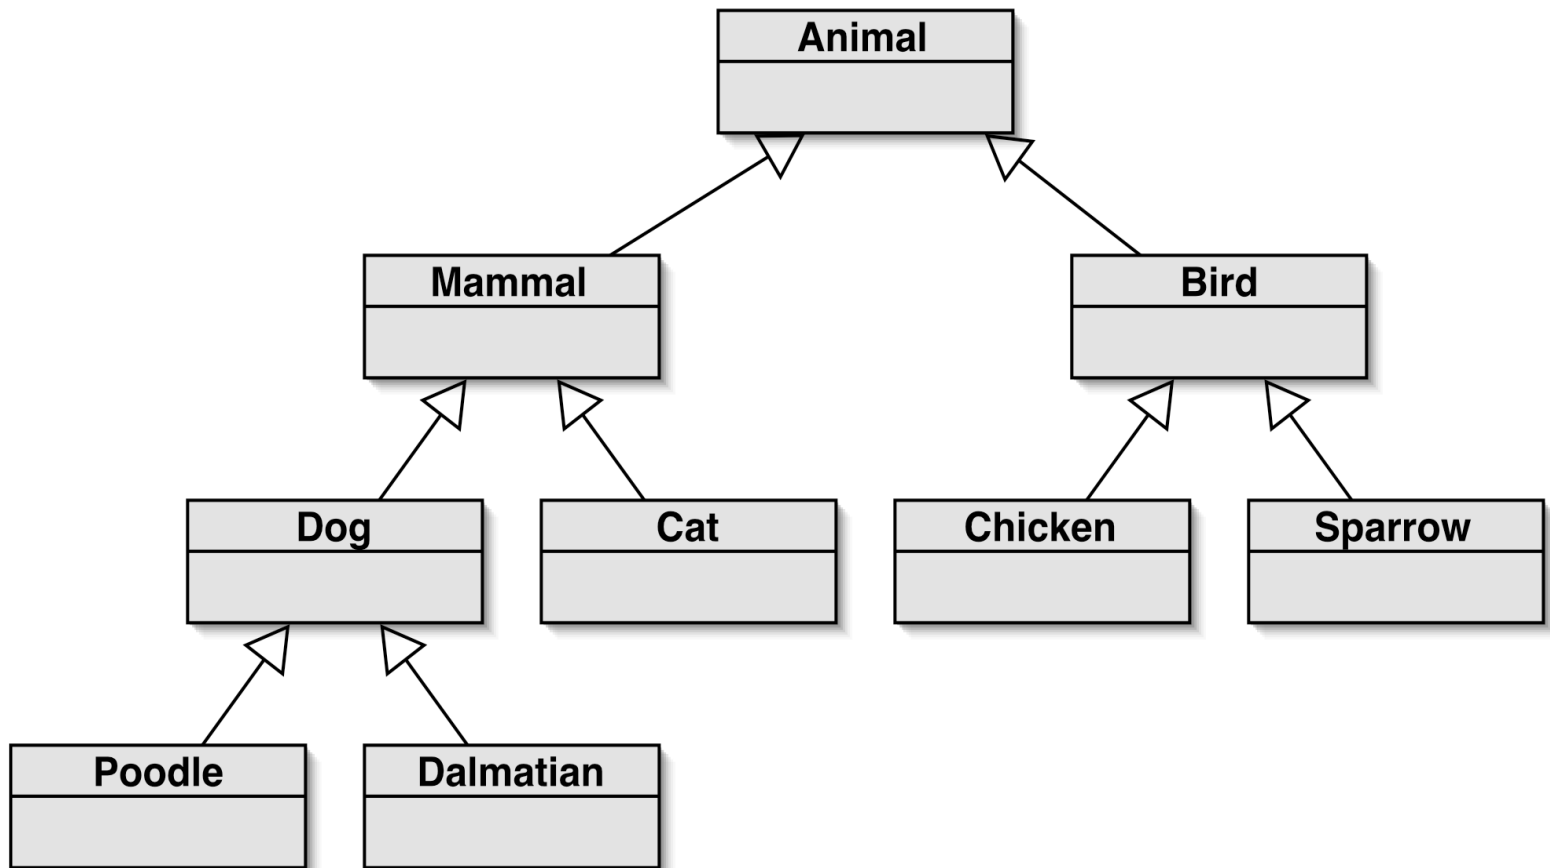 Animal
Mammal
Bird
Dog
Cat
Chicken
Sparrow
Poodle
Dalmatian